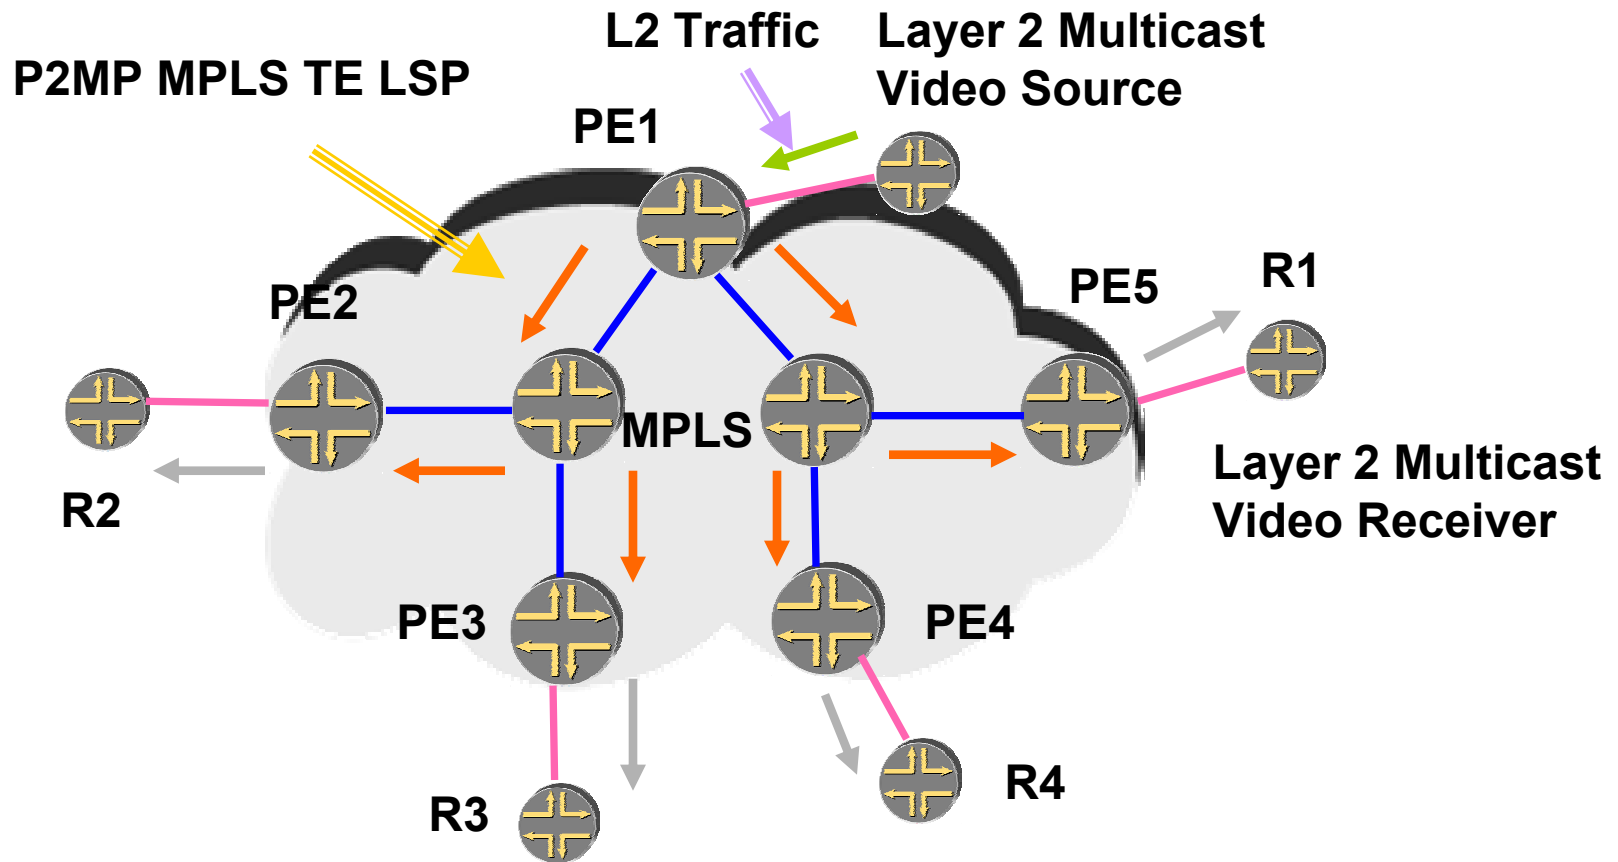 L2 Traffic
Layer 2 Multicast
Video Source
P2MP MPLS TE LSP
PE1
PE2
PE5
R1
MPLS
R2
Layer 2 Multicast
Video Receiver
PE3
PE4
R4
R3